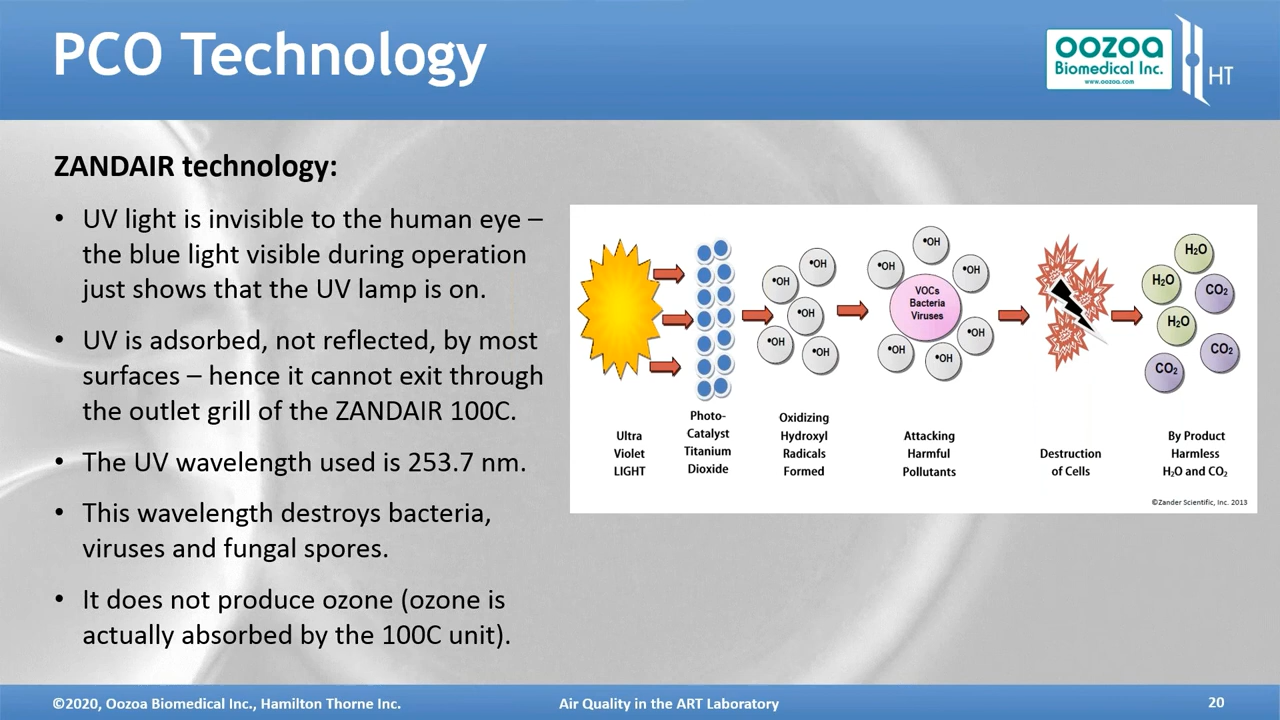 PCO Technology
oozoa
Biomedical Inc.
www.oozoa.com
HT
ZANDAIR technology:
• UV light is invisible to the human eye –
the blue light visible during operation
just shows that the UV lamp is on.
• UV is adsorbed, not reflected, by most
surfaces – hence it cannot exit through
the outlet grill of the ZANDAIR 100C.
• The UV wavelength used is 253.7 nm.
• This wavelength destroys bacteria,
viruses and fungal spores.
• It does not produce ozone (ozone is
actually absorbed by the 100C unit).
•OH
•OH
•OH
•OH
•OH
•OH
•OH
•OH
•OH
•OH
•OH
VOCs
Bacteria
Viruses
H₂O
H₂O
CO₂
H₂O
CO₂
CO₂
Ultra
Violet
LIGHT
Photo-
Catalyst
Titanium
Dioxide
Oxidizing
Hydroxyl
Radicals
Formed
Attacking
Harmful
Pollutants
Destruction
of Cells
By Product
Harmless
H₂O and CO₂
©Zander Scientific, Inc. 2013
©2020, Oozoa Biomedical Inc., Hamilton Thorne Inc.
Air Quality in the ART Laboratory
20